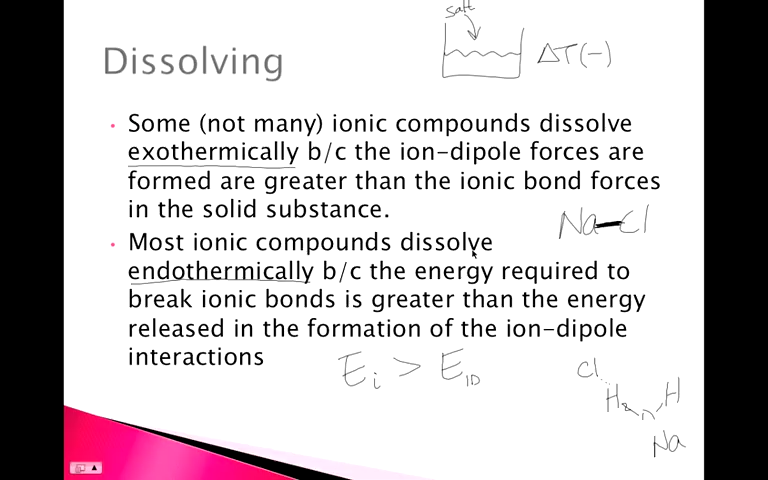 salt
ΔT(-)
Dissolving
• Some (not many) ionic compounds dissolve
exothermically b/c the ion-dipole forces are
formed are greater than the ionic bond forces
in the solid substance.
Na-Cl
• Most ionic compounds dissolve
endothermically b/c the energy required to
break ionic bonds is greater than the energy
released in the formation of the ion-dipole
interactions
Ei > EID
Cl
H H
Na